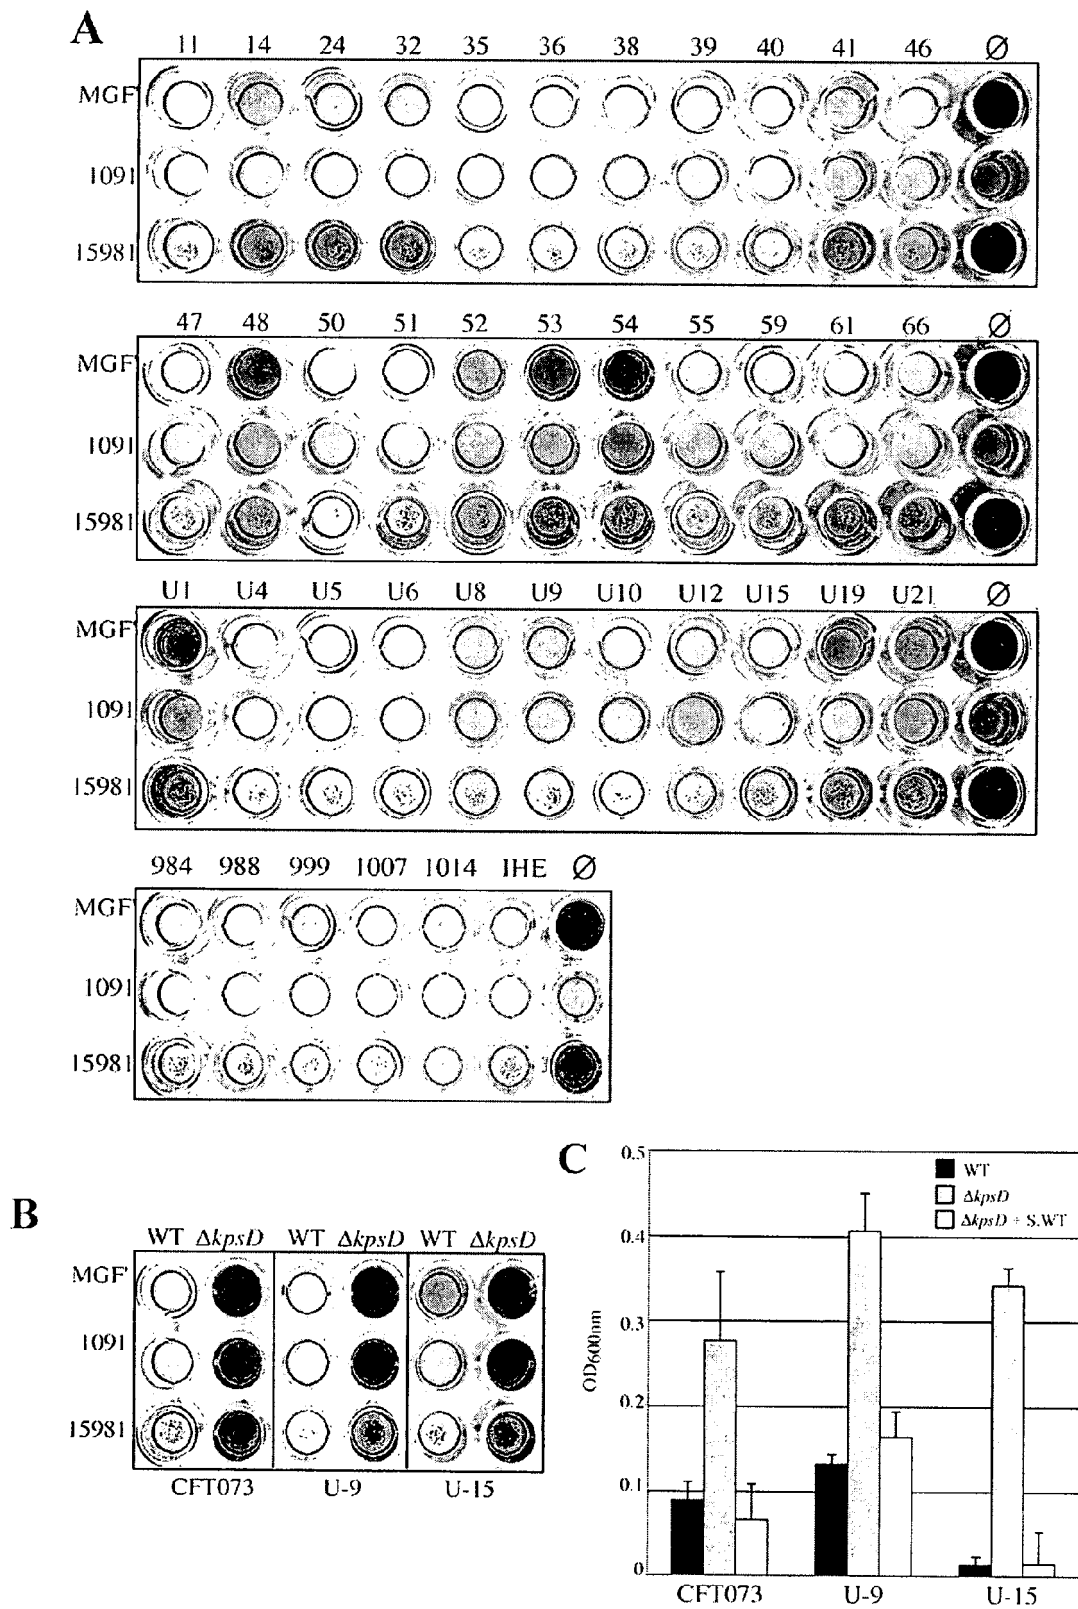 A
11 14 24 32 35 36 38 39 40 41 46 Ø
MGF'
1091
15981
47 48 50 51 52 53 54 55 59 61 66 Ø
MGF'
1091
15981
U1 U4 U5 U6 U8 U9 U10 U12 U15 U19 U21 Ø
MGF'
1091
15981
984 988 999 1007 1014 IHE Ø
MGF'
1091
15981
B
WT ΔkpsD WT ΔkpsD WT ΔkpsD
MGF'
1091
15981
CFT073 U-9 U-15
C
WT
ΔkpsD
ΔkpsD + S.WT
OD600nm
0.5
0.4
0.3
0.2
0.1
0
CFT073 U-9 U-15